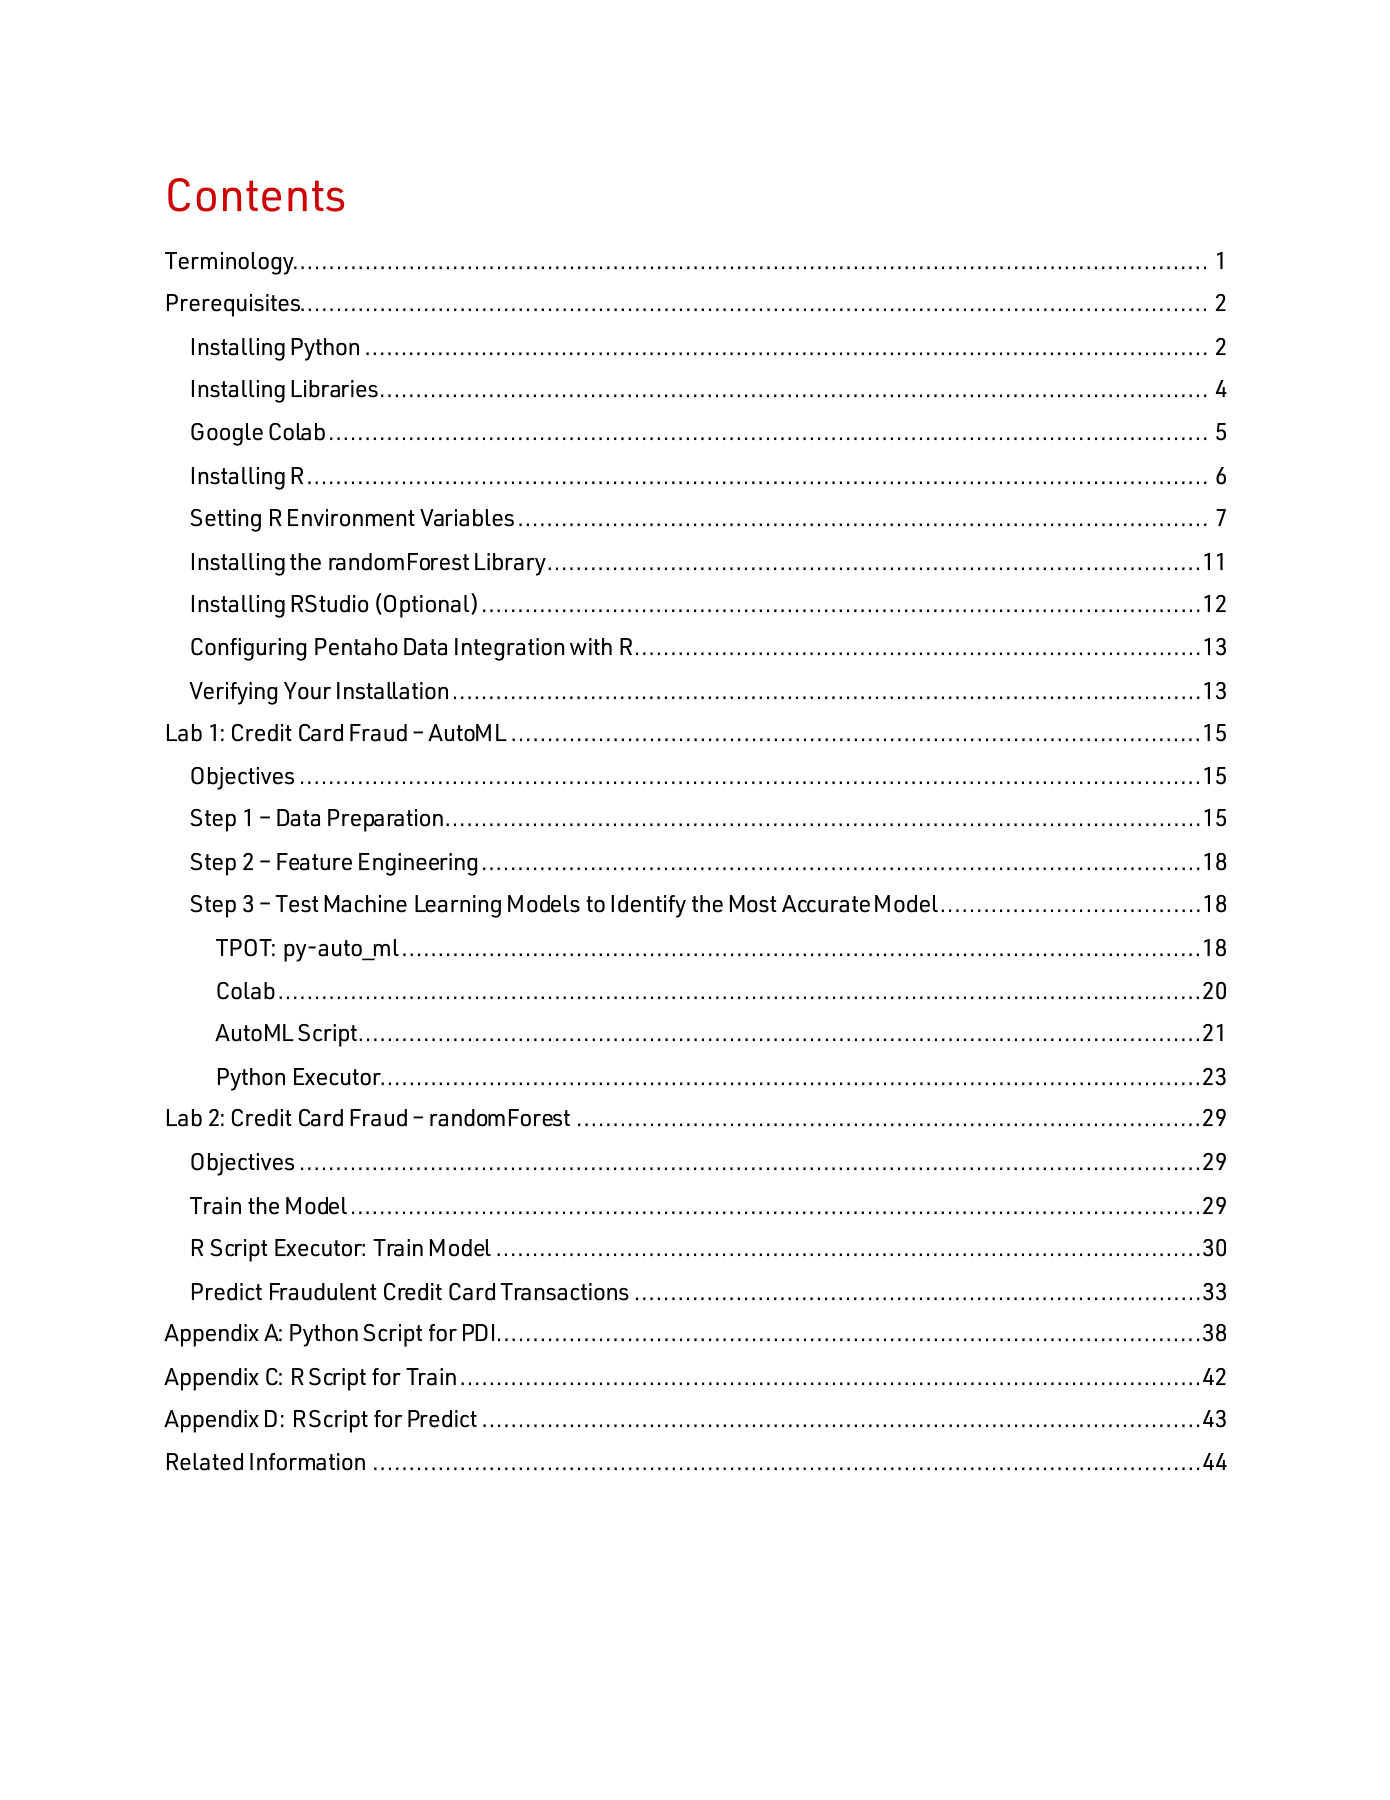 Contents
Terminology........................................................................................................................ 1
Prerequisites....................................................................................................................... 2
Installing Python ................................................................................................................ 2
Installing Libraries.............................................................................................................. 4
Google Colab ..................................................................................................................... 5
Installing R ........................................................................................................................ 6
Setting R Environment Variables ........................................................................................... 7
Installing the randomForest Library.......................................................................................11
Installing RStudio (Optional) ................................................................................................12
Configuring Pentaho Data Integration with R...........................................................................13
Verifying Your Installation ....................................................................................................13
Lab 1: Credit Card Fraud – AutoML ...........................................................................................15
Objectives .........................................................................................................................15
Step 1 – Data Preparation.....................................................................................................15
Step 2 – Feature Engineering ................................................................................................18
Step 3 – Test Machine Learning Models to Identify the Most Accurate Model...................................18
TPOT: py-auto_ml ............................................................................................................18
Colab .............................................................................................................................20
AutoML Script..................................................................................................................21
Python Executor...............................................................................................................23
Lab 2: Credit Card Fraud – randomForest ..................................................................................29
Objectives .........................................................................................................................29
Train the Model ..................................................................................................................29
R Script Executor: Train Model ..............................................................................................30
Predict Fraudulent Credit Card Transactions ...........................................................................33
Appendix A: Python Script for PDI.............................................................................................38
Appendix C: R Script for Train ..................................................................................................42
Appendix D: R Script for Predict ...............................................................................................43
Related Information ..............................................................................................................44